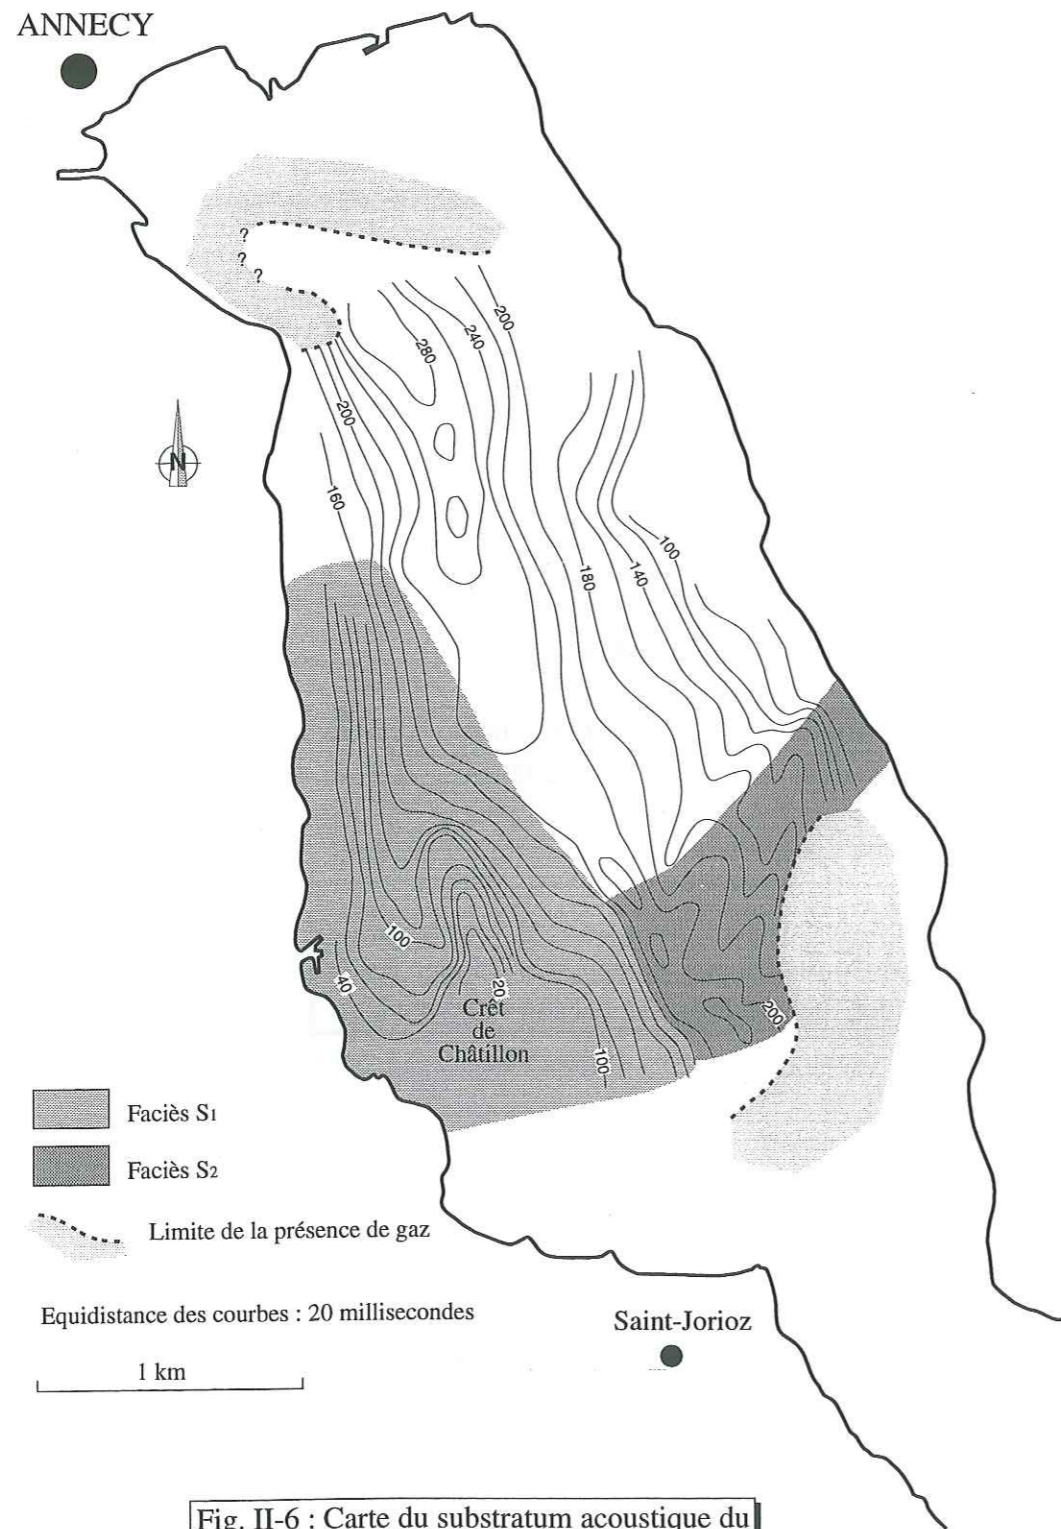 ANNECY
?
?
?
200
240
280
200
160
100
140
180
100
40
20
200
100
Crêt
de
Châtillon
N
Faciès S1
Faciès S2
Limite de la présence de gaz
Equidistance des courbes : 20 millisecondes
1 km
Saint-Jorioz
Fig. II-6 : Carte du substratum acoustique du